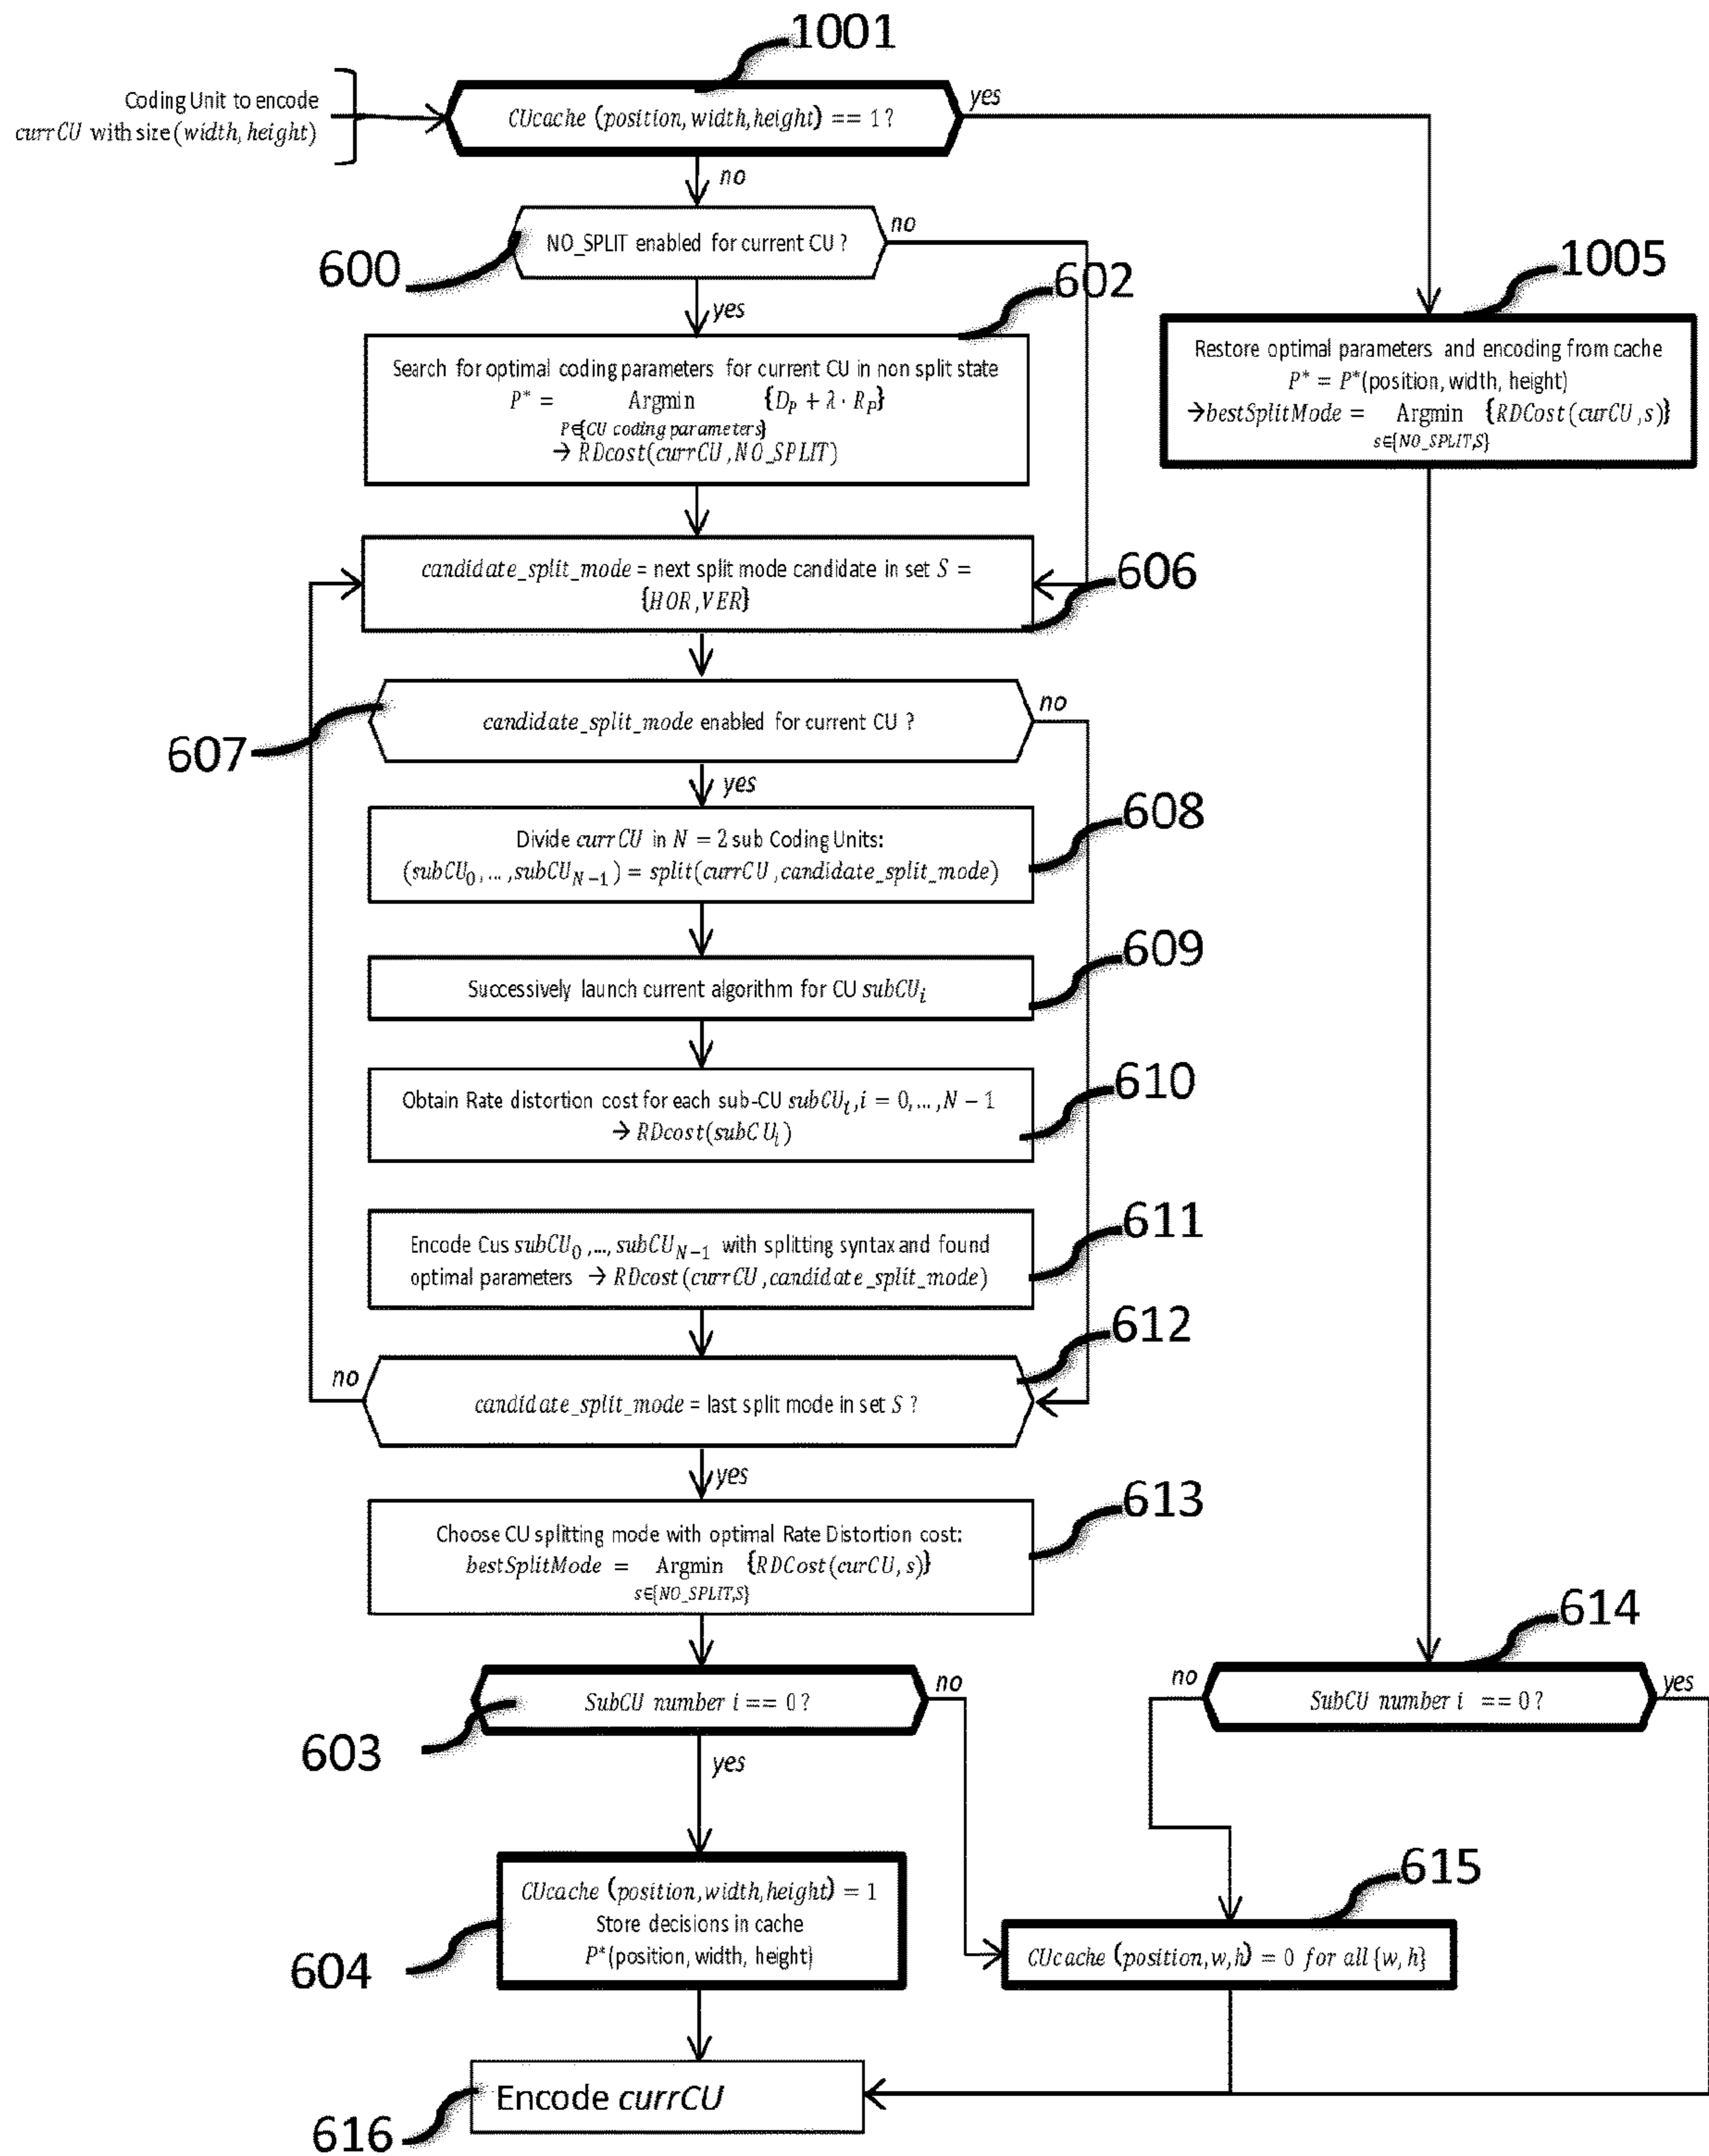 1001
Coding Unit to encode
currCU with size(width, height)
CUcache (position, width, height) == 1 ?
yes
no
NO_SPLIT enabled for current CU ?
no
600
yes
602
1005
Search for optimal coding parameters for current CU in non split state
P* = Argmin {D_P + λ · R_P}
P∈{CU coding parameters}
→ RDcost(currCU, NO_SPLIT)
Restore optimal parameters and encoding from cache
P* = P*(position, width, height)
→bestSplitMode = Argmin {RDCost(curCU, s)}
s∈{NO_SPLIT,S}
candidate_split_mode = next split mode candidate in set S =
{HOR, VER}
606
candidate_split_mode enabled for current CU ?
no
607
yes
608
Divide currCU in N = 2 sub Coding Units:
(subCU_0, ... , subCU_{N−1}) = split(currCU, candidate_split_mode)
609
Successively launch current algorithm for CU subCU_i
610
Obtain Rate distortion cost for each sub-CU subCU_i, i = 0, ... , N − 1
→ RDcost(subCU_i)
611
Encode Cus subCU_0 , ..., subCU_{N−1} with splitting syntax and found
optimal parameters → RDcost(currCU, candidate_split_mode)
612
no
candidate_split_mode = last split mode in set S ?
yes
613
Choose CU splitting mode with optimal Rate Distortion cost:
bestSplitMode = Argmin {RDCost(curCU, s)}
s∈{NO_SPLIT,S}
614
SubCU number i == 0 ?
no
603
yes
no
SubCU number i == 0 ?
yes
CUcache (position, width, height) = 1
Store decisions in cache
P*(position, width, height)
604
615
CUcache (position, w, h) = 0 for all {w, h}
Encode currCU
616